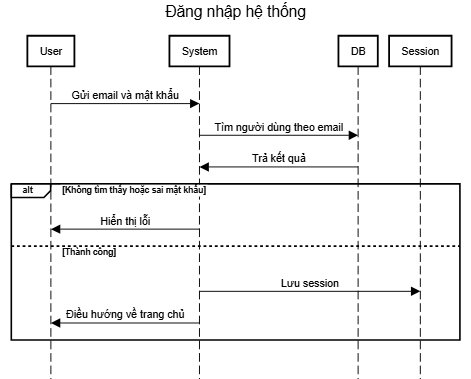 Đăng nhập hệ thống
User
System
DB
Session
Gửi email và mật khẩu
Tìm người dùng theo email
Trả kết quả
alt
[Không tìm thấy hoặc sai mật khẩu]
Hiển thị lỗi
[Thành công]
Lưu session
Điều hướng về trang chủ